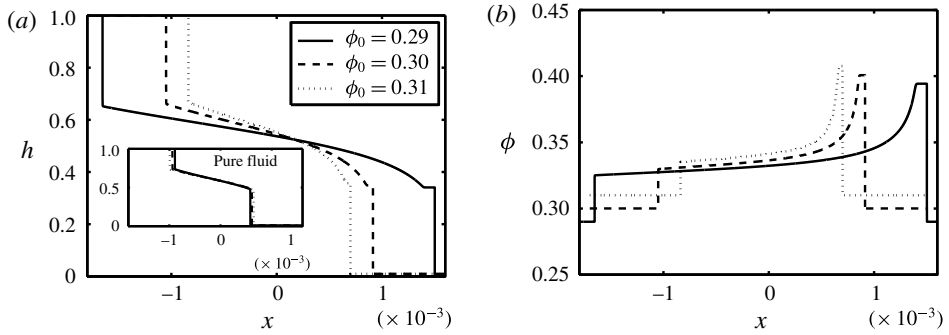 (a)
1.0
0.8
0.6
h
0.4
0.2
0
ϕ₀ = 0.29
ϕ₀ = 0.30
ϕ₀ = 0.31
1.0
0.5
0
Pure fluid
−1 0 1
(× 10⁻³)
−1 0 1
x (× 10⁻³)
(b)
0.45
0.40
0.35
ϕ
0.30
0.25
−1 0 1
x (× 10⁻³)